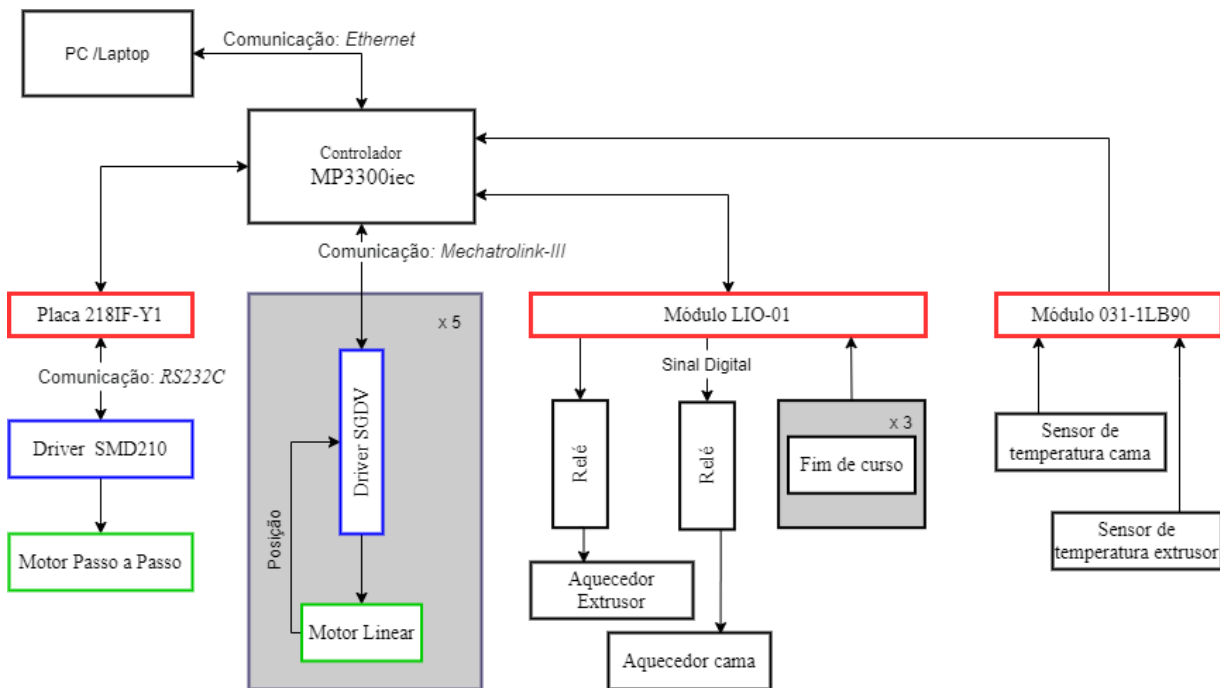 PC /Laptop
Comunicação: Ethernet
Controlador
MP3300iec
Comunicação: Mechatrolink-III
Placa 218IF-Y1
x 5
Módulo LIO-01
Módulo 031-1LB90
Comunicação: RS232C
Sinal Digital
Driver SMD210
Driver SGDV
Relé
Relé
x 3
Fim de curso
Sensor de
temperatura cama
Posição
Motor Passo a Passo
Sensor de
temperatura extrusor
Aquecedor
Extrusor
Motor Linear
Aquecedor cama